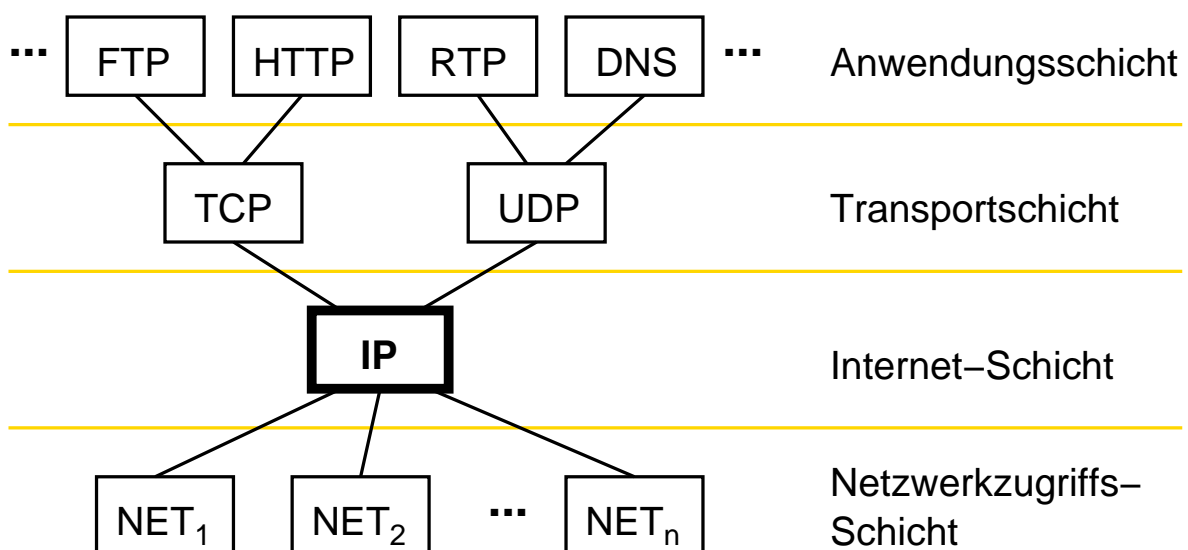 ... FTP HTTP RTP DNS ... Anwendungsschicht
TCP UDP Transportschicht
IP Internet−Schicht
NET1 NET2 ... NETn Netzwerkzugriffs−
Schicht